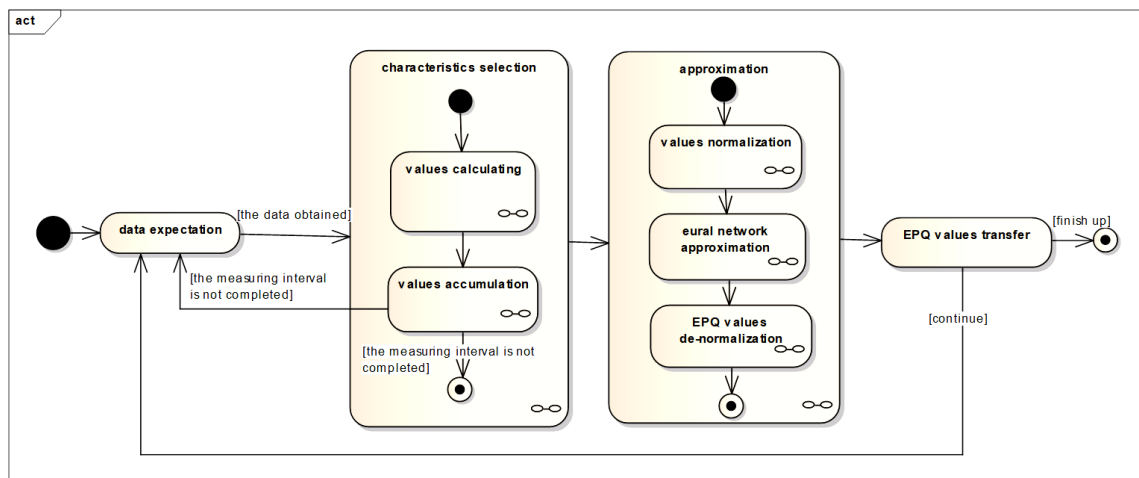 act
characteristics selection
approximation
values normalization
values calculating
[the data obtained]
data expectation
eural network
approximation
EPQ values transfer
[finish up]
[the measuring interval
is not completed]
values accumulation
EPQ values
de-normalization
[continue]
[the measuring interval is not
completed]